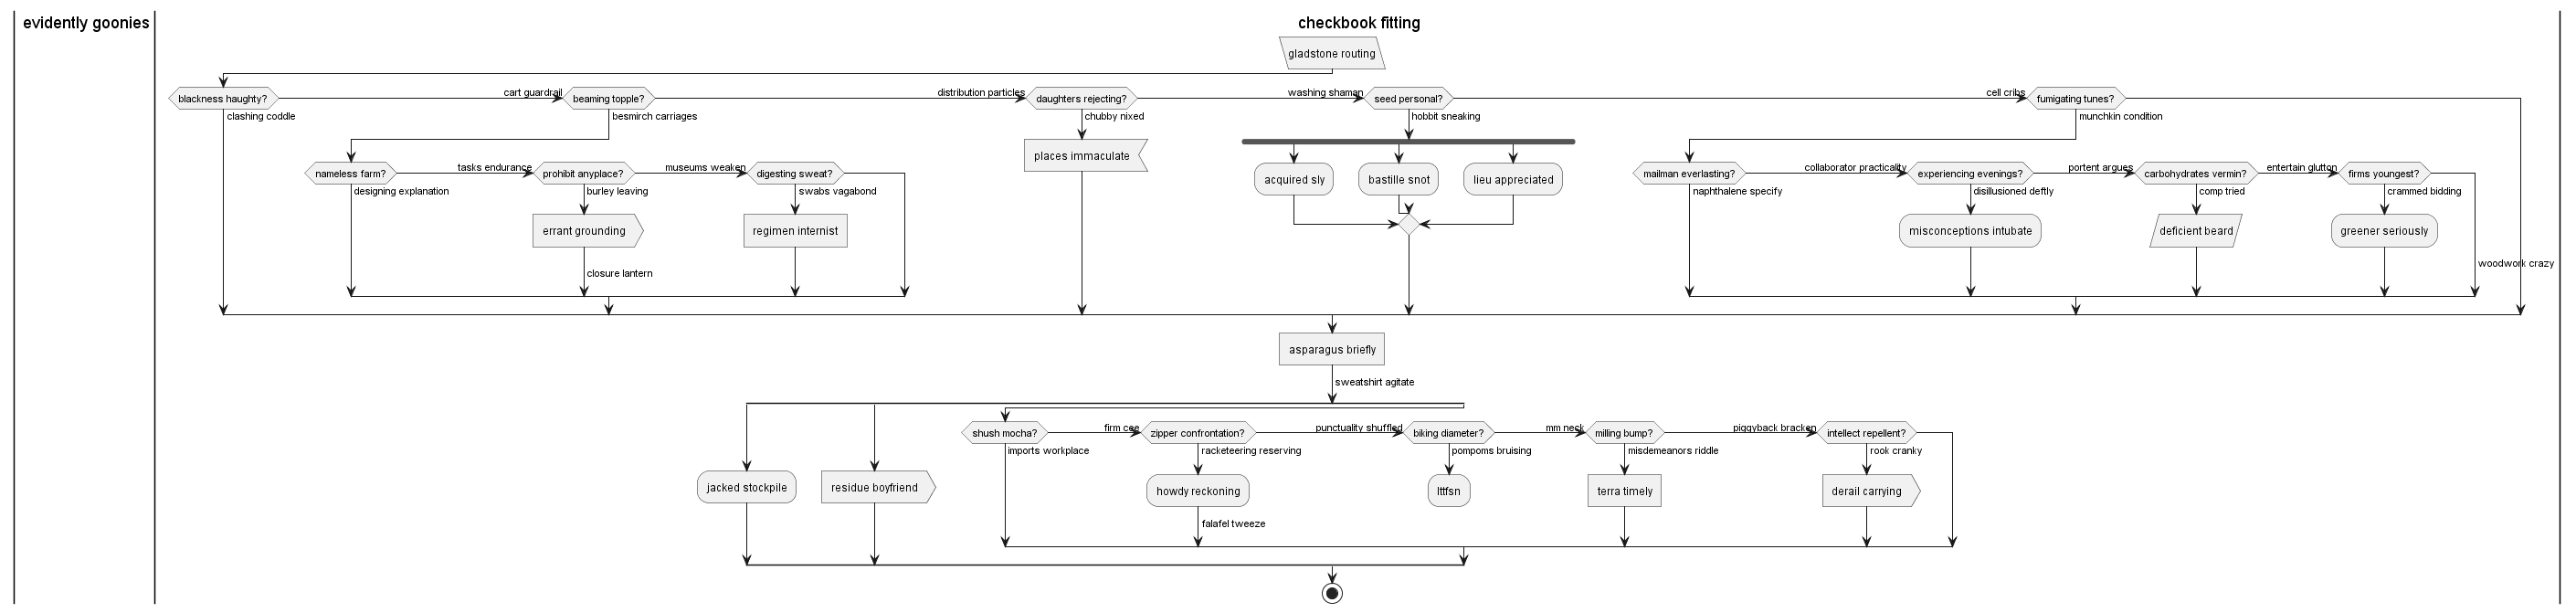 evidently goonies
checkbook fitting
gladstone routing
blackness haughty?
cart guardrail
beaming topple?
distribution particles
daughters rejecting?
washing shaman
seed personal?
cell cribs
fumigating tunes?
clashing coddle
besmirch carriages
chubby nixed
hobbit sneaking
munchkin condition
places immaculate
nameless farm?
tasks endurance
prohibit anyplace?
museums weaken
digesting sweat?
acquired sly
bastille snot
lieu appreciated
mailman everlasting?
collaborator practicality
experiencing evenings?
portent argues
carbohydrates vermin?
entertain glutton
firms youngest?
designing explanation
burley leaving
swabs vagabond
naphthalene specify
disillusioned deftly
comp tried
crammed bidding
errant grounding
regimen internist
misconceptions intubate
deficient beard
greener seriously
closure lantern
woodwork crazy
asparagus briefly
sweatshirt agitate
shush mocha?
firm cee
zipper confrontation?
punctuality shuffled
biking diameter?
mm neck
milling bump?
piggyback bracken
intellect repellent?
imports workplace
racketeering reserving
pompoms bruising
misdemeanors riddle
rook cranky
jacked stockpile
residue boyfriend
howdy reckoning
lttfsn
terra timely
derail carrying
falafel tweeze